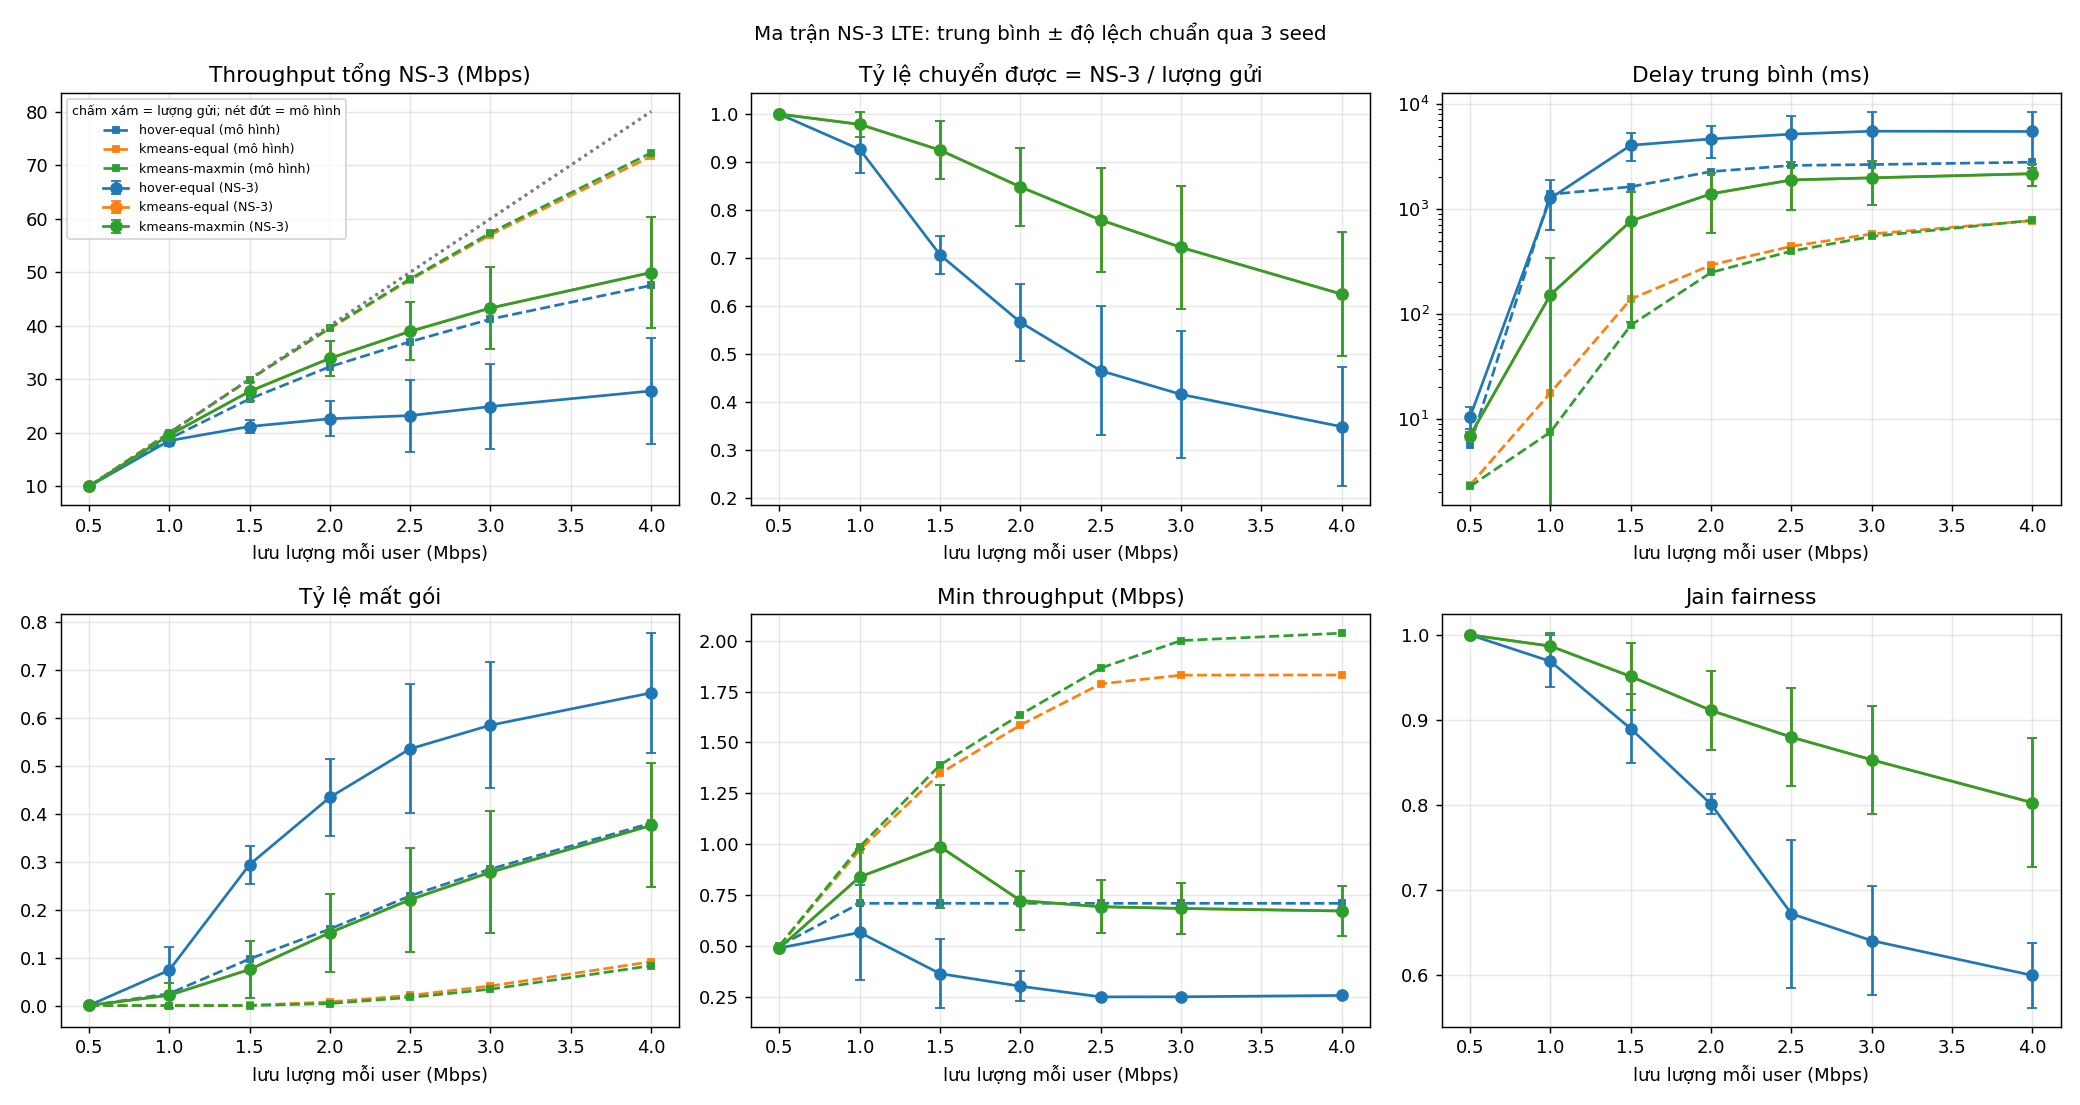 Ma trận NS-3 LTE: trung bình ± độ lệch chuẩn qua 3 seed
Throughput tổng NS-3 (Mbps)
chấm xám = lượng gửi; nét đứt = mô hình
hover-equal (mô hình)
kmeans-equal (mô hình)
kmeans-maxmin (mô hình)
hover-equal (NS-3)
kmeans-equal (NS-3)
kmeans-maxmin (NS-3)
80
70
60
50
40
30
20
10
0.5 1.0 1.5 2.0 2.5 3.0 3.5 4.0
lưu lượng mỗi user (Mbps)
Tỷ lệ chuyển được = NS-3 / lượng gửi
1.0
0.9
0.8
0.7
0.6
0.5
0.4
0.3
0.2
0.5 1.0 1.5 2.0 2.5 3.0 3.5 4.0
lưu lượng mỗi user (Mbps)
Delay trung bình (ms)
10⁴
10³
10²
10¹
0.5 1.0 1.5 2.0 2.5 3.0 3.5 4.0
lưu lượng mỗi user (Mbps)
Tỷ lệ mất gói
0.8
0.7
0.6
0.5
0.4
0.3
0.2
0.1
0.0
0.5 1.0 1.5 2.0 2.5 3.0 3.5 4.0
lưu lượng mỗi user (Mbps)
Min throughput (Mbps)
2.00
1.75
1.50
1.25
1.00
0.75
0.50
0.25
0.5 1.0 1.5 2.0 2.5 3.0 3.5 4.0
lưu lượng mỗi user (Mbps)
Jain fairness
1.0
0.9
0.8
0.7
0.6
0.5 1.0 1.5 2.0 2.5 3.0 3.5 4.0
lưu lượng mỗi user (Mbps)